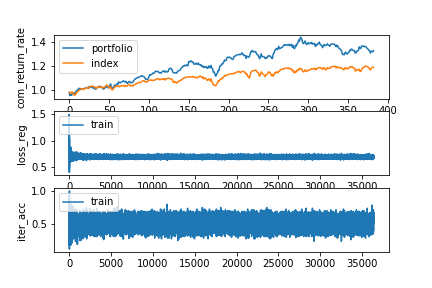 com_return_rate
1.4
1.2
1.0
portfolio
index
0 50 100 150 200 250 300 350 400
loss_reg
1.5
1.0
0.5
train
0 5000 10000 15000 20000 25000 30000 35000
iter_acc
1.0
0.5
train
0 5000 10000 15000 20000 25000 30000 35000